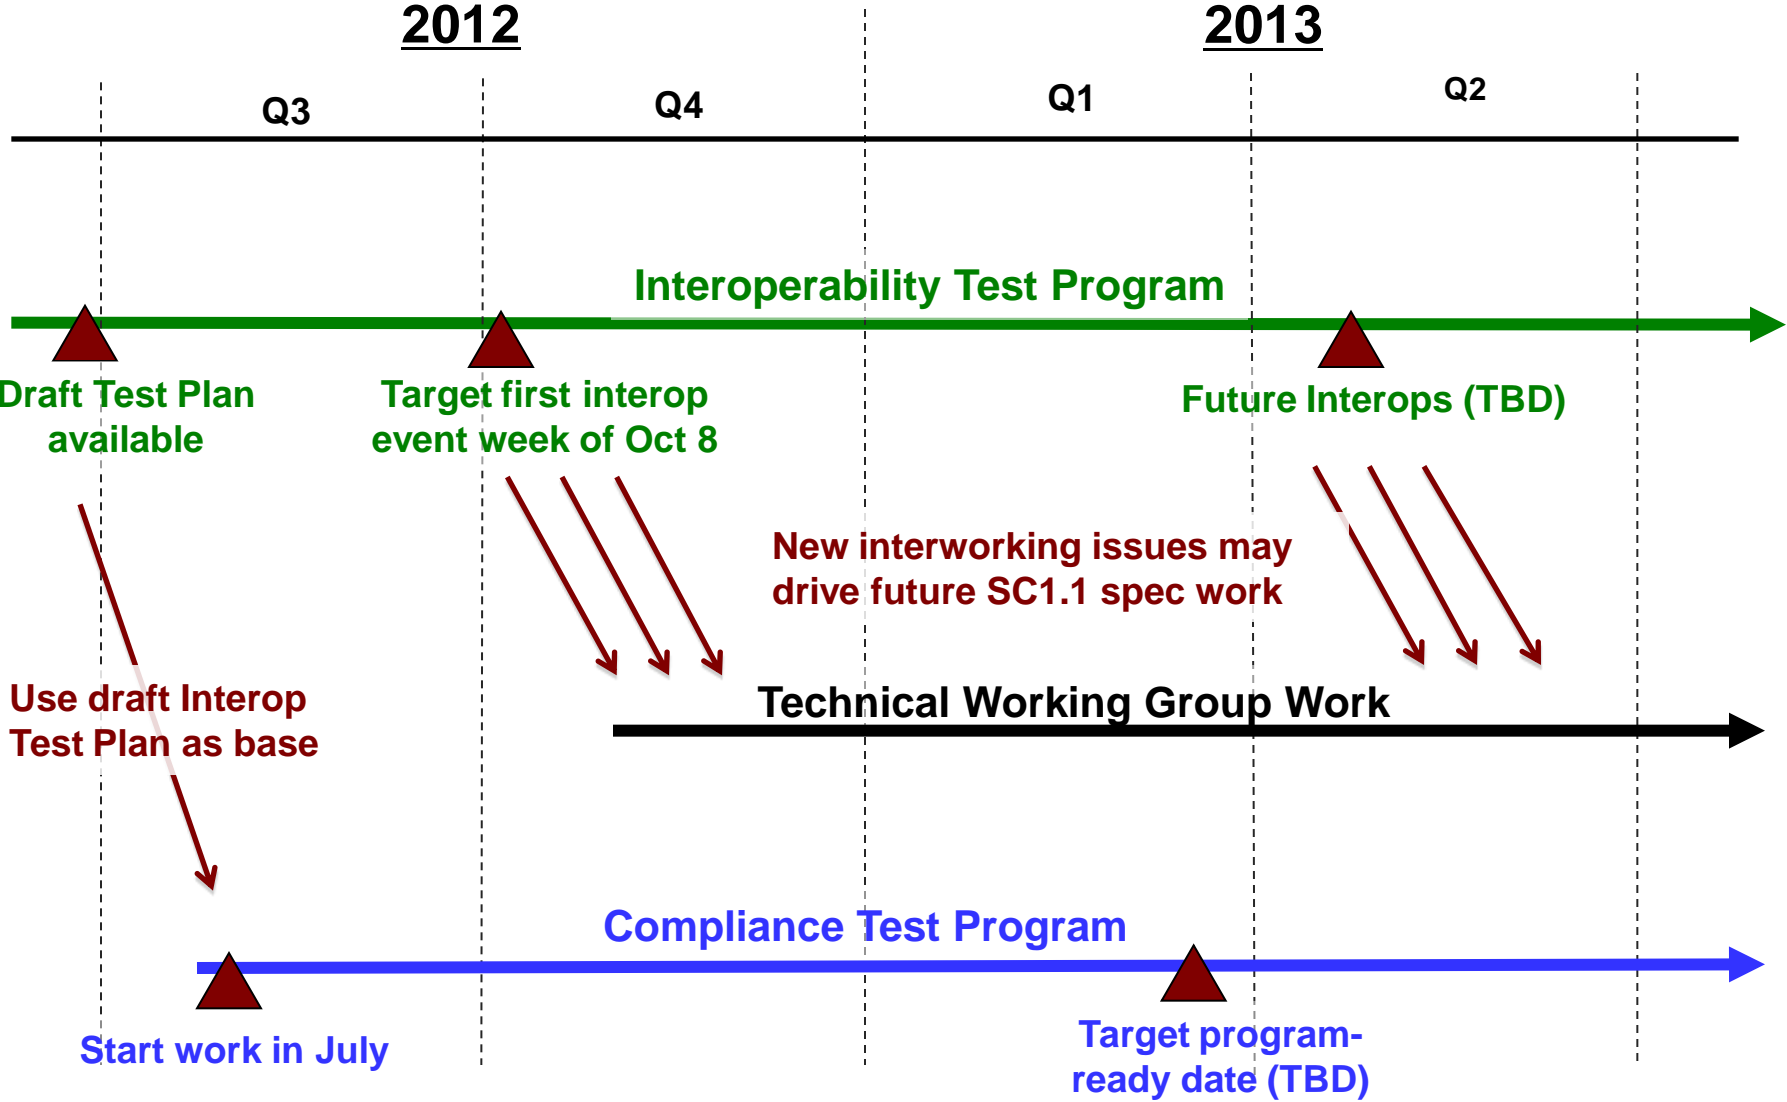 2012
2013
Q3
Q4
Q1
Q2
Interoperability Test Program
Draft Test Plan
available
Target first interop
event week of Oct 8
Future Interops (TBD)
New interworking issues may
drive future SC1.1 spec work
Use draft Interop
Test Plan as base
Technical Working Group Work
Compliance Test Program
Start work in July
Target program-
ready date (TBD)